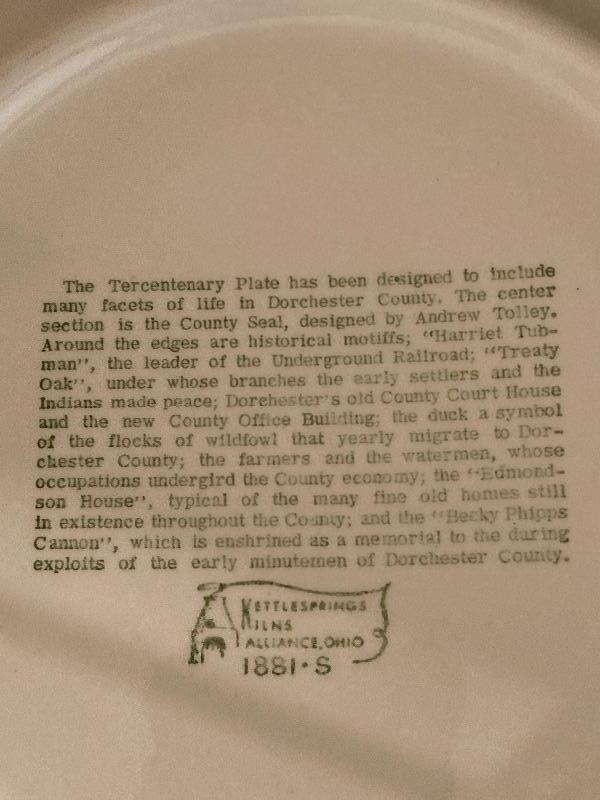 The Tercentenary Plate has been designed to include
many facets of life in Dorchester County. The center
section is the County Seal, designed by Andrew Tolley.
Around the edges are historical motiffs; "Harriet Tub-
man", the leader of the Underground Railroad; "Treaty
Oak", under whose branches the early settlers and the
Indians made peace; Dorchester's old County Court House
and the new County Office Building; the duck a symbol
of the flocks of wildfowl that yearly migrate to Dor-
chester County; the farmers and the watermen, whose
occupations undergird the County economy; the "Edmond-
son House", typical of the many fine old homes still
in existence throughout the County; and the "Becky Phipps
Cannon", which is enshrined as a memorial to the daring
exploits of the early minutemen of Dorchester County.
KETTLESPRINGS
KILNS
ALLIANCE, OHIO
1881·S